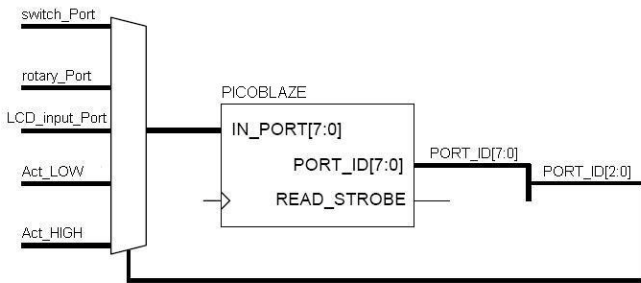 switch_Port
rotary_Port
LCD_input_Port
Act_LOW
Act_HIGH
PICOBLAZE
IN_PORT[7:0]
PORT_ID[7:0]
READ_STROBE
PORT_ID[7:0]
PORT_ID[2:0]